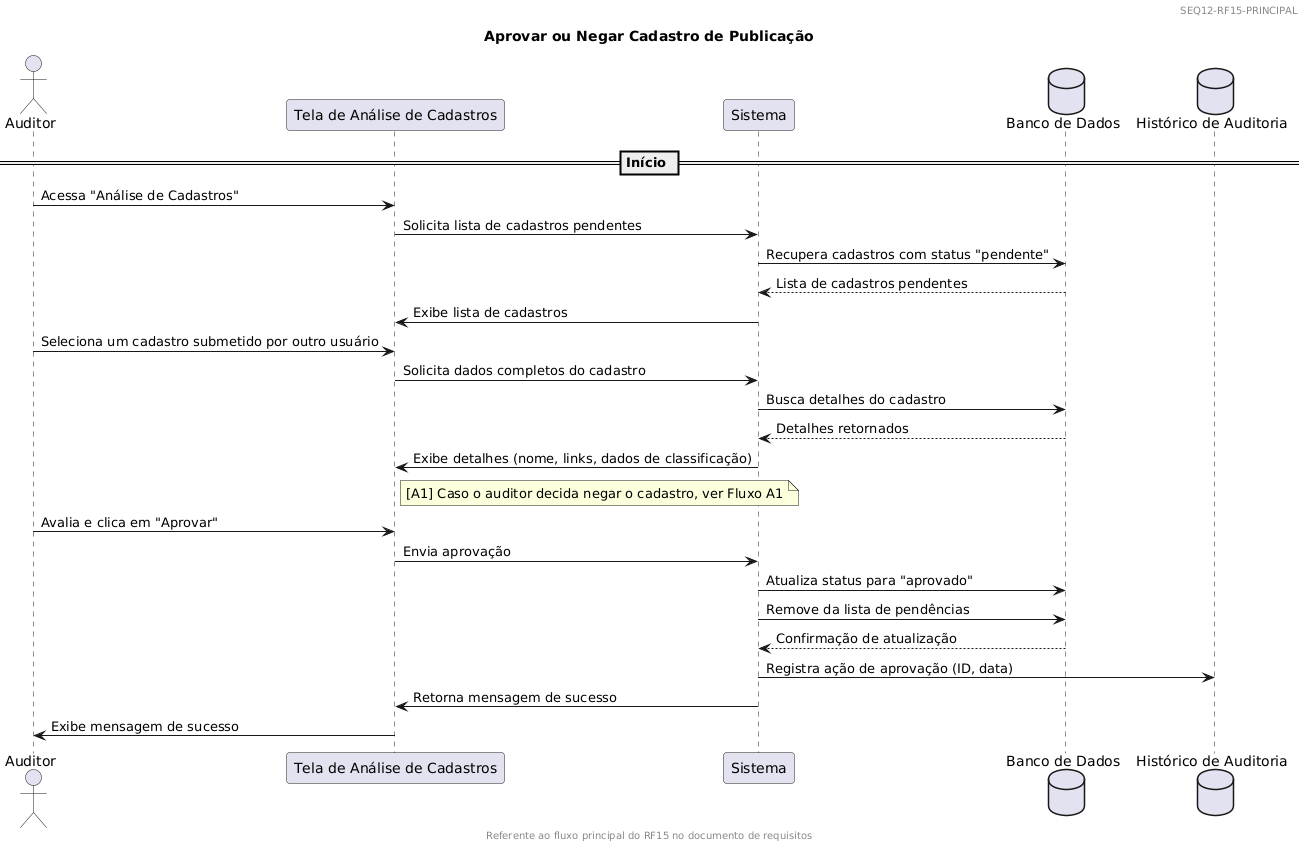 SEQ12-RF15-PRINCIPAL
Aprovar ou Negar Cadastro de Publicação
Auditor
Tela de Análise de Cadastros
Sistema
Banco de Dados
Histórico de Auditoria
Início
Acessa "Análise de Cadastros"
Solicita lista de cadastros pendentes
Recupera cadastros com status "pendente"
Lista de cadastros pendentes
Exibe lista de cadastros
Seleciona um cadastro submetido por outro usuário
Solicita dados completos do cadastro
Busca detalhes do cadastro
Detalhes retornados
Exibe detalhes (nome, links, dados de classificação)
[A1] Caso o auditor decida negar o cadastro, ver Fluxo A1
Avalia e clica em "Aprovar"
Envia aprovação
Atualiza status para "aprovado"
Remove da lista de pendências
Confirmação de atualização
Registra ação de aprovação (ID, data)
Retorna mensagem de sucesso
Exibe mensagem de sucesso
Auditor
Tela de Análise de Cadastros
Sistema
Banco de Dados
Histórico de Auditoria
Referente ao fluxo principal do RF15 no documento de requisitos